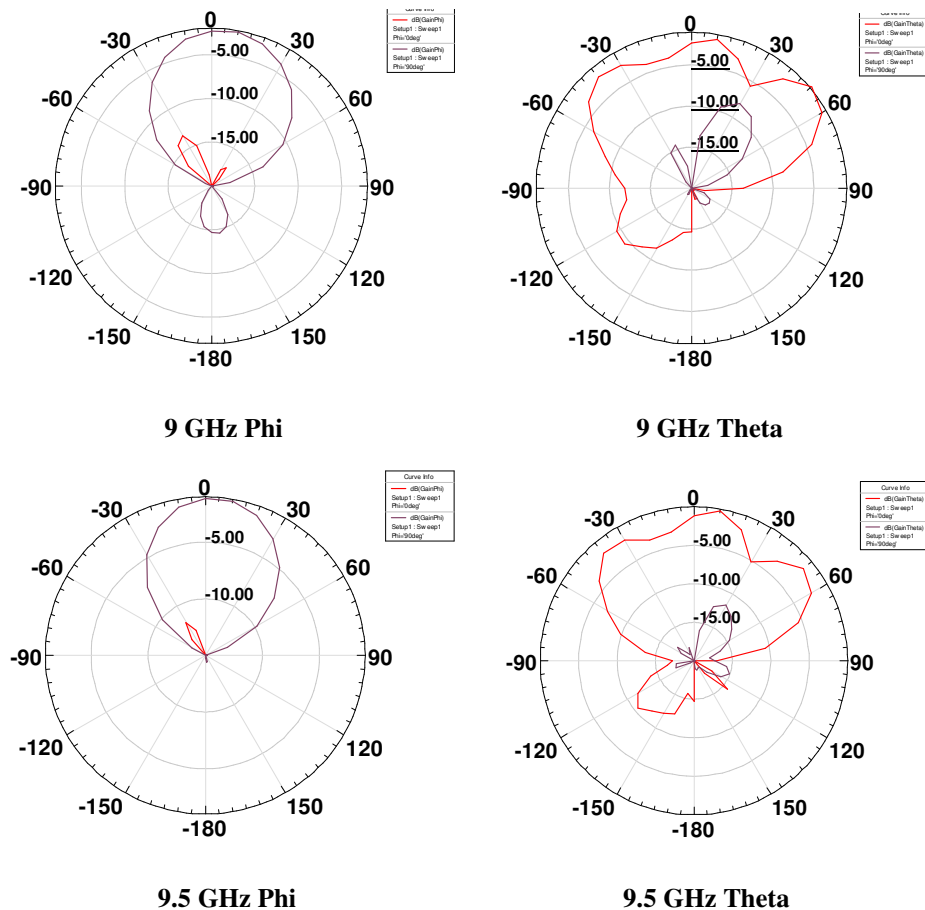 Curve Info
dB(GainPhi)
Setup1 : Sweep1
Phi='0deg'
dB(GainPhi)
Setup1 : Sweep1
Phi='90deg'
0
-30
30
-5.00
-60
60
-10.00
-15.00
-90
90
-120
120
-150
150
-180
9 GHz Phi
dB(GainTheta)
Setup1 : Sweep1
Phi='0deg'
dB(GainTheta)
Setup1 : Sweep1
Phi='90deg'
0
-30
30
-5.00
-60
60
-10.00
-15.00
-90
90
-120
120
-150
150
-180
9 GHz Theta
Curve Info
dB(GainPhi)
Setup1 : Sweep1
Phi='0deg'
dB(GainPhi)
Setup1 : Sweep1
Phi='90deg'
0
-30
30
-5.00
-60
60
-10.00
-90
90
-120
120
-150
150
-180
9.5 GHz Phi
Curve Info
dB(GainTheta)
Setup1 : Sweep1
Phi='0deg'
dB(GainTheta)
Setup1 : Sweep1
Phi='90deg'
0
-30
30
-5.00
-60
60
-10.00
-15.00
-90
90
-120
120
-150
150
-180
9.5 GHz Theta